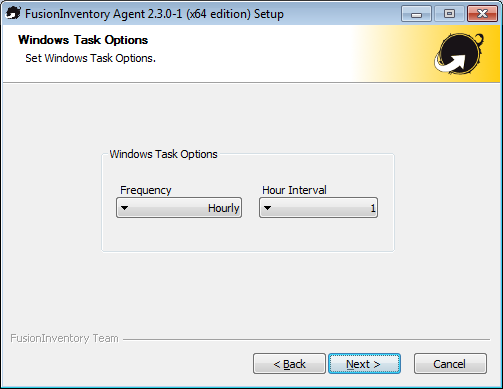 FusionInventory Agent 2.3.0-1 (x64 edition) Setup
Windows Task Options
Set Windows Task Options.
Windows Task Options
Frequency
Hour Interval
Hourly
1
FusionInventory Team
< Back
Next >
Cancel